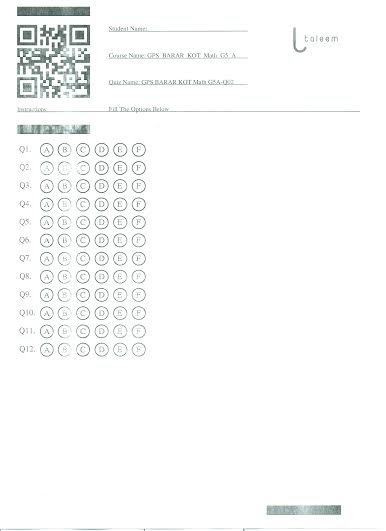 Student Name:
taleem
Course Name: GPS BARAR KOT Math G5 A
Quiz Name: GPS BARAR KOT Math G5A-Q02
Instructions: Fill The Options Below
Q1. A B C D E F
Q2. A B C D E F
Q3. A B C D E F
Q4. A B C D E F
Q5. A B C D E F
Q6. A B C D E F
Q7. A B C D E F
Q8. A B C D E F
Q9. A B C D E F
Q10. A B C D E F
Q11. A B C D E F
Q12. A B C D E F